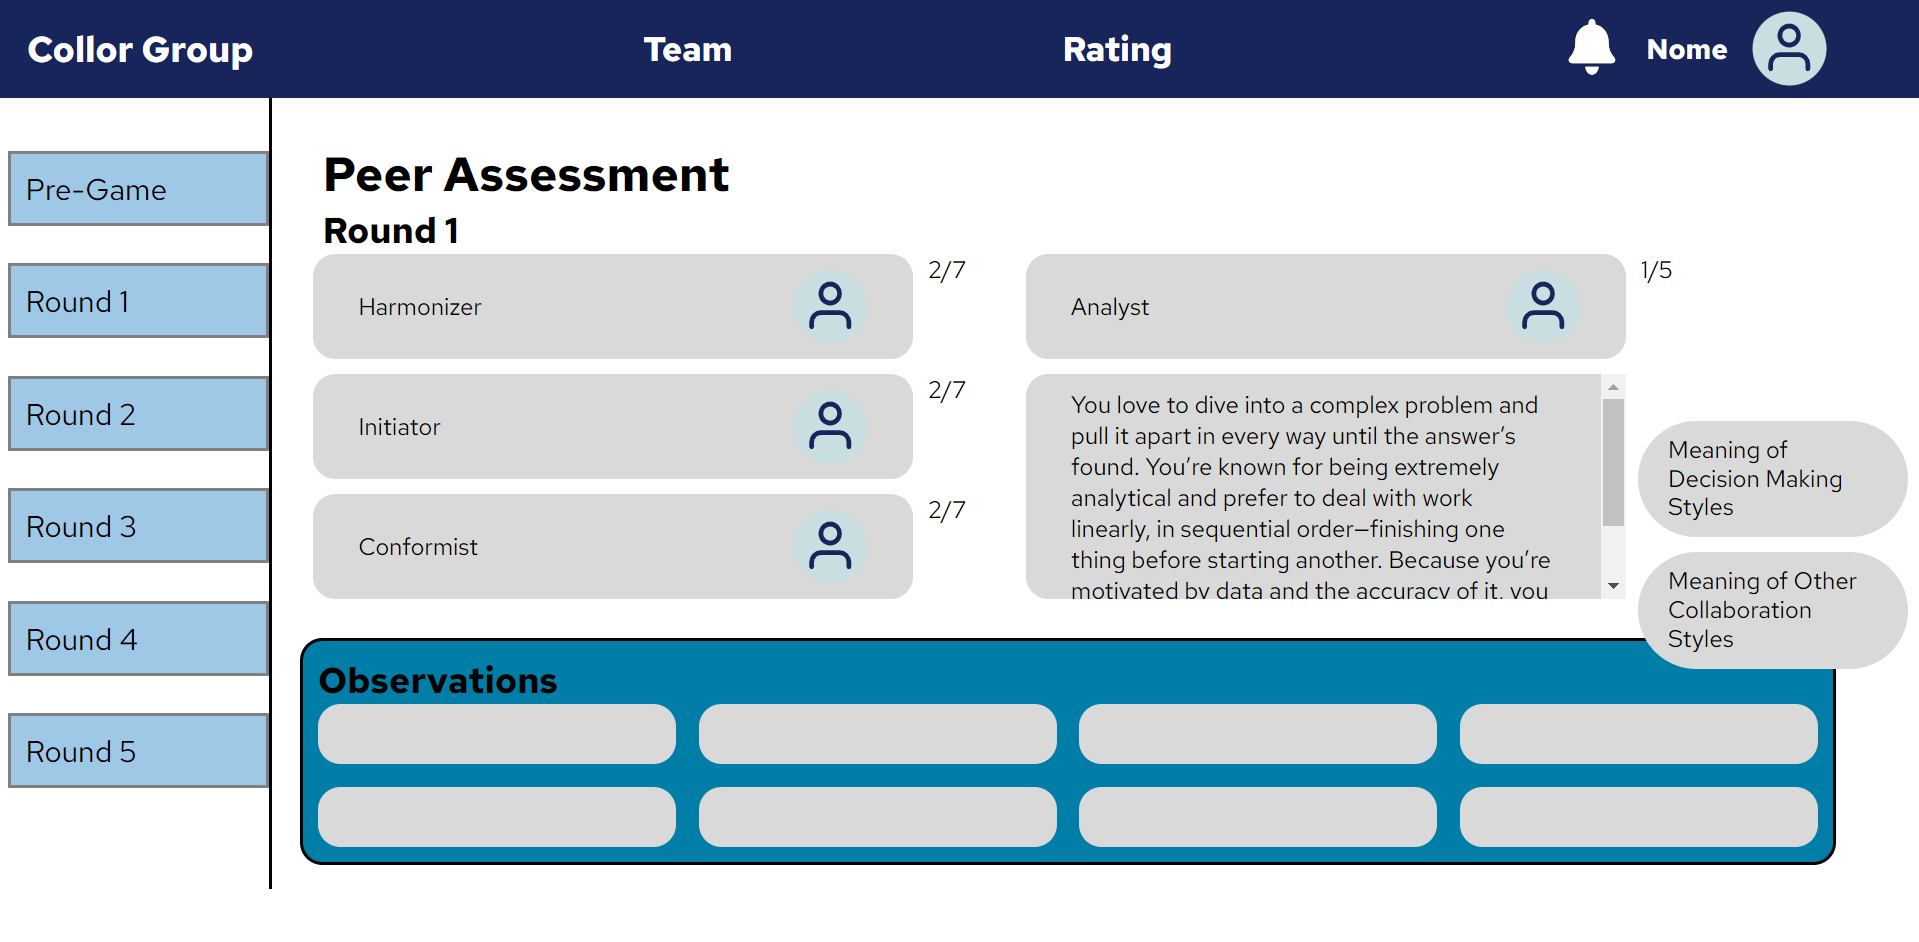 Collor Group
Team
Rating
Nome
Pre-Game
Round 1
Round 2
Round 3
Round 4
Round 5
Peer Assessment
Round 1
Harmonizer
2/7
Initiator
2/7
Conformist
2/7
Analyst
1/5
You love to dive into a complex problem and
pull it apart in every way until the answer’s
found. You’re known for being extremely
analytical and prefer to deal with work
linearly, in sequential order—finishing one
thing before starting another. Because you’re
motivated by data and the accuracy of it, you
Meaning of
Decision Making
Styles
Meaning of Other
Collaboration
Styles
Observations